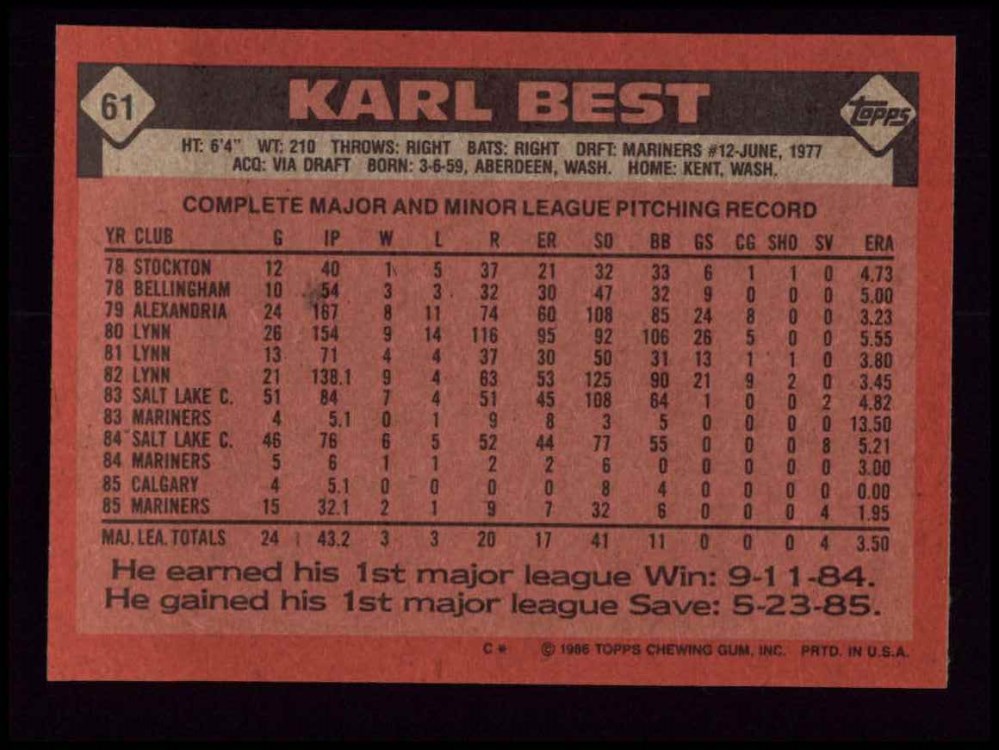 61 KARL BEST topps
HT: 6'4" WT: 210 THROWS: RIGHT BATS: RIGHT DRFT: MARINERS #12-JUNE, 1977
ACQ: VIA DRAFT BORN: 3-6-59, ABERDEEN, WASH. HOME: KENT, WASH.
COMPLETE MAJOR AND MINOR LEAGUE PITCHING RECORD
YR CLUB G IP W L R ER SO BB GS CG SHO SV ERA
78 STOCKTON 12 40 1 5 37 21 32 33 6 1 1 0 4.73
78 BELLINGHAM 10 54 3 3 32 30 47 32 9 0 0 0 5.00
79 ALEXANDRIA 24 167 8 11 74 60 108 85 24 8 0 0 3.23
80 LYNN 26 154 9 14 116 95 92 106 26 5 0 0 5.55
81 LYNN 13 71 4 4 37 30 50 31 13 1 1 0 3.80
82 LYNN 21 138.1 9 4 63 53 125 90 21 9 2 0 3.45
83 SALT LAKE C. 51 84 7 4 51 45 108 64 1 0 0 2 4.82
83 MARINERS 4 5.1 0 1 9 8 3 5 0 0 0 0 13.50
84 SALT LAKE C. 46 76 6 5 52 44 77 55 0 0 0 8 5.21
84 MARINERS 5 6 1 1 2 2 6 0 0 0 0 0 3.00
85 CALGARY 4 5.1 0 0 0 0 8 4 0 0 0 0 0.00
85 MARINERS 15 32.1 2 1 9 7 32 6 0 0 0 4 1.95
MAJ. LEA. TOTALS 24 43.2 3 3 20 17 41 11 0 0 0 4 3.50
He earned his 1st major league Win: 9-11-84.
He gained his 1st major league Save: 5-23-85.
C* © 1986 TOPPS CHEWING GUM, INC. PRTD. IN U.S.A.